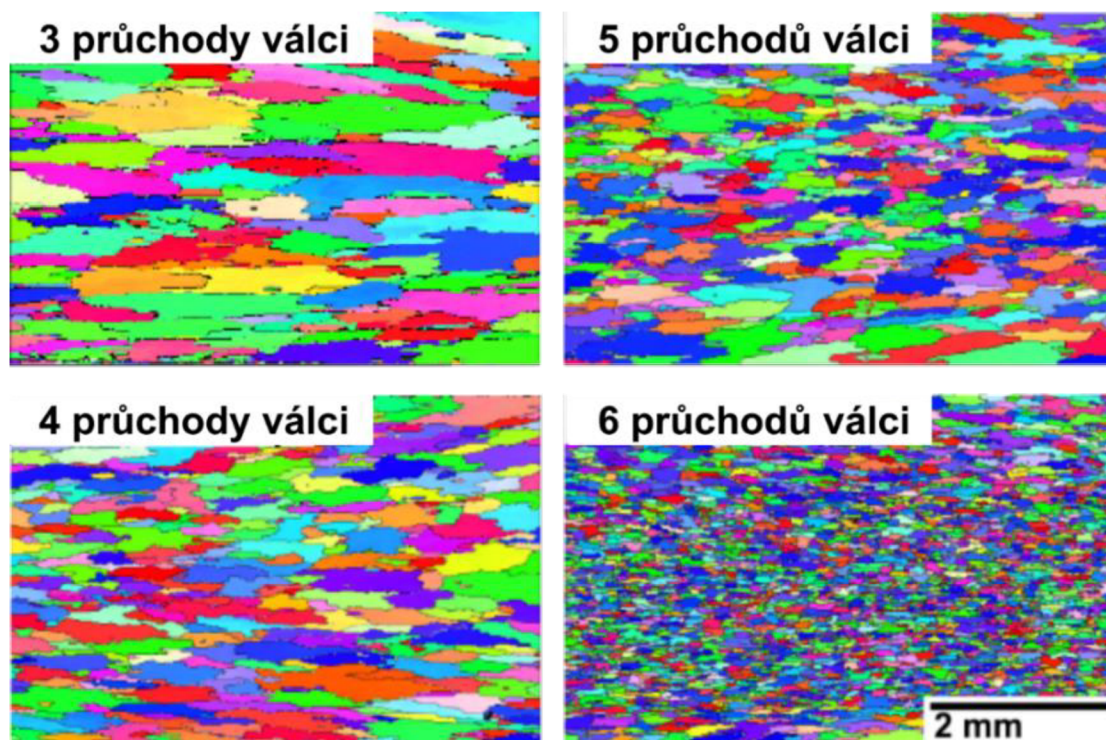 3 průchody válci
5 průchodů válci
4 průchody válci
6 průchodů válci
2 mm